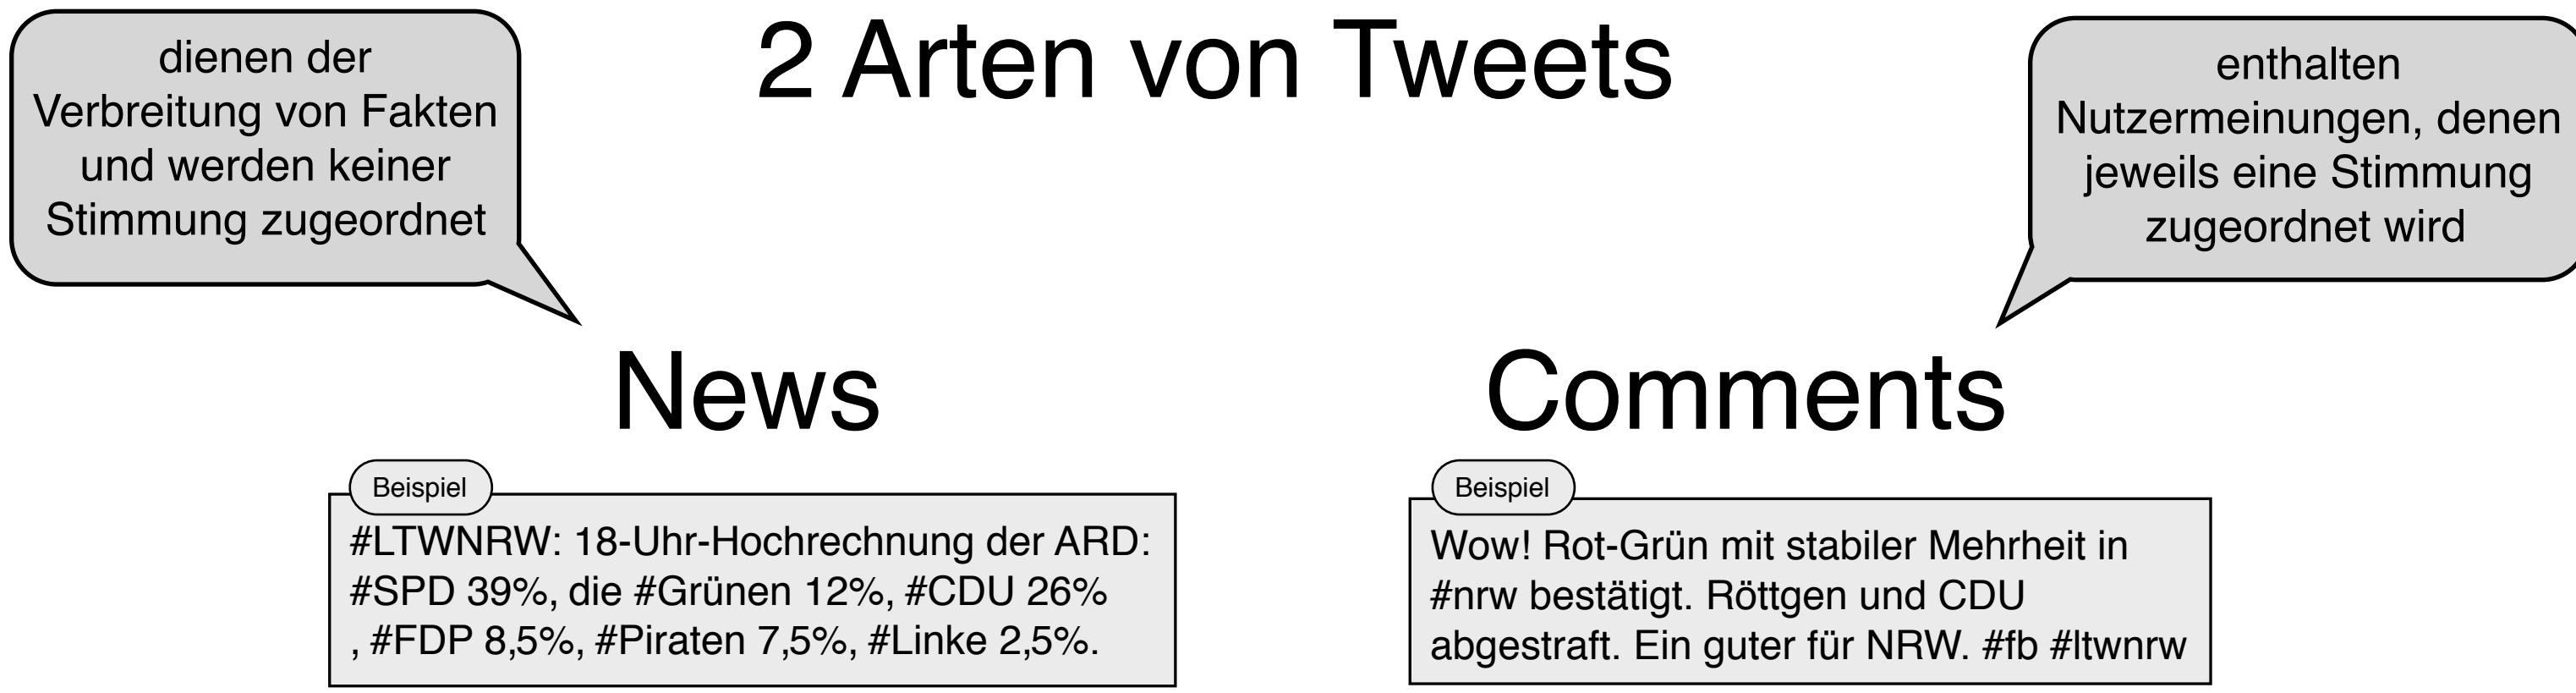 2 Arten von Tweets
dienen der
Verbreitung von Fakten
und werden keiner
Stimmung zugeordnet
enthalten
Nutzermeinungen, denen
jeweils eine Stimmung
zugeordnet wird
News
Beispiel
#LTWNRW: 18-Uhr-Hochrechnung der ARD:
#SPD 39%, die #Grünen 12%, #CDU 26%
, #FDP 8,5%, #Piraten 7,5%, #Linke 2,5%.
Comments
Beispiel
Wow! Rot-Grün mit stabiler Mehrheit in
#nrw bestätigt. Röttgen und CDU
abgestraft. Ein guter für NRW. #fb #ltwnrw